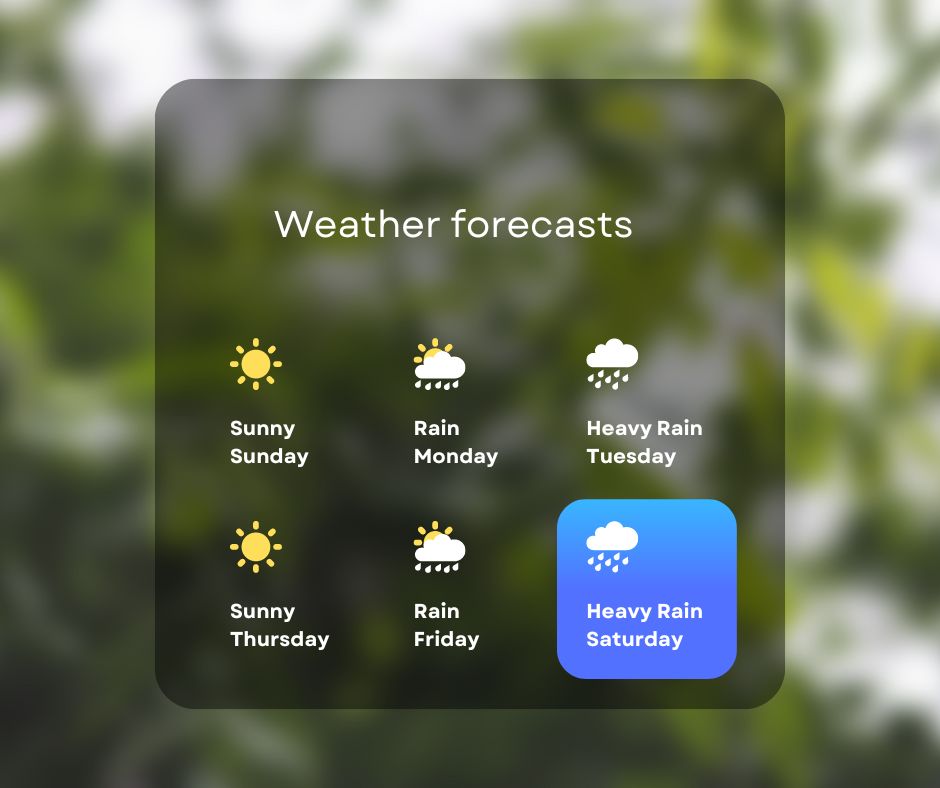 Weather forecasts
Sunny
Sunday
Rain
Monday
Heavy Rain
Tuesday
Sunny
Thursday
Rain
Friday
Heavy Rain
Saturday